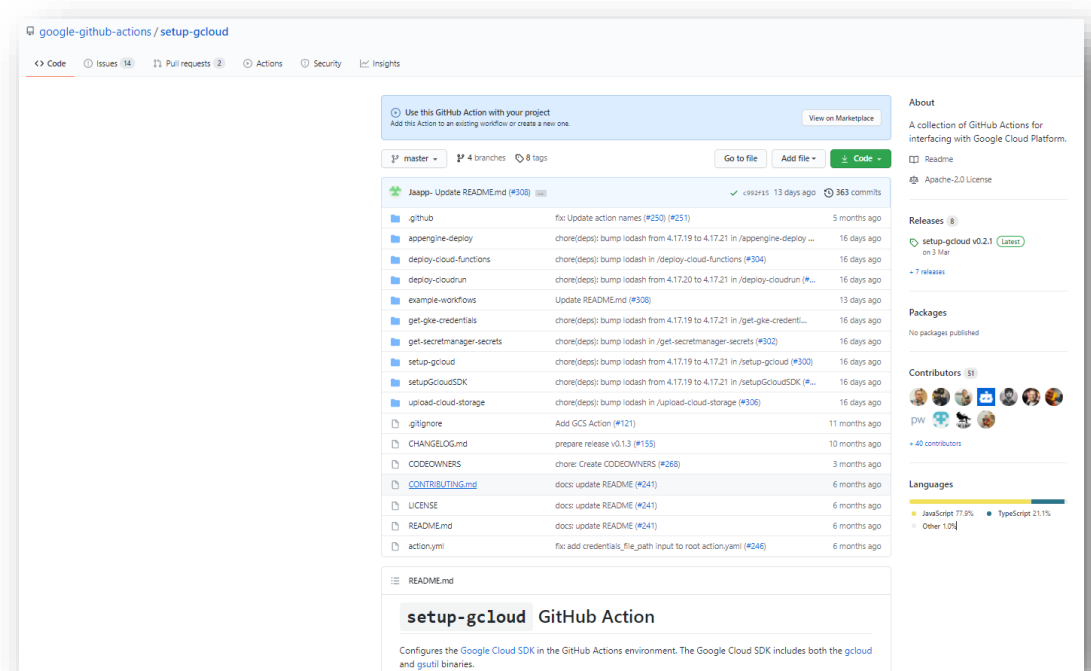 google-github-actions / setup-gcloud
Code Issues 14 Pull requests 2 Actions Security Insights
Use this GitHub Action with your project
Add this Action to an existing workflow or create a new one.
View on Marketplace
master 4 branches 8 tags Go to file Add file Code
Jaapp- Update README.md (#308) ... c992f15 13 days ago 363 commits
.github fix: Update action names (#250) (#251) 5 months ago
appengine-deploy chore(deps): bump lodash from 4.17.19 to 4.17.21 in /appengine-deploy ... 16 days ago
deploy-cloud-functions chore(deps): bump lodash in /deploy-cloud-functions (#304) 16 days ago
deploy-cloudrun chore(deps): bump lodash from 4.17.20 to 4.17.21 in /deploy-cloudrun (#... 16 days ago
example-workflows Update README.md (#308) 13 days ago
get-gke-credentials chore(deps): bump lodash from 4.17.19 to 4.17.21 in /get-gke-credenti... 16 days ago
get-secretmanager-secrets chore(deps): bump lodash in /get-secretmanager-secrets (#302) 16 days ago
setup-gcloud chore(deps): bump lodash from 4.17.19 to 4.17.21 in /setup-gcloud (#300) 16 days ago
setupGcloudSDK chore(deps): bump lodash from 4.17.19 to 4.17.21 in /setupGcloudSDK (#... 16 days ago
upload-cloud-storage chore(deps): bump lodash in /upload-cloud-storage (#306) 16 days ago
.gitignore Add GCS Action (#121) 11 months ago
CHANGELOG.md prepare release v0.1.3 (#155) 10 months ago
CODEOWNERS chore: Create CODEOWNERS (#268) 3 months ago
CONTRIBUTING.md docs: update README (#241) 6 months ago
LICENSE docs: update README (#241) 6 months ago
README.md docs: update README (#241) 6 months ago
action.yml fix: add credentials_file_path input to root action.yaml (#246) 6 months ago
README.md
setup-gcloud GitHub Action
Configures the Google Cloud SDK in the GitHub Actions environment. The Google Cloud SDK includes both the gcloud
and gsutil binaries.
About
A collection of GitHub Actions for
interfacing with Google Cloud Platform.
Readme
Apache-2.0 License
Releases 8
setup-gcloud v0.2.1 Latest
on 3 Mar
+ 7 releases
Packages
No packages published
Contributors 51
pw
+ 40 contributors
Languages
JavaScript 77.9% TypeScript 21.1%
Other 1.0%